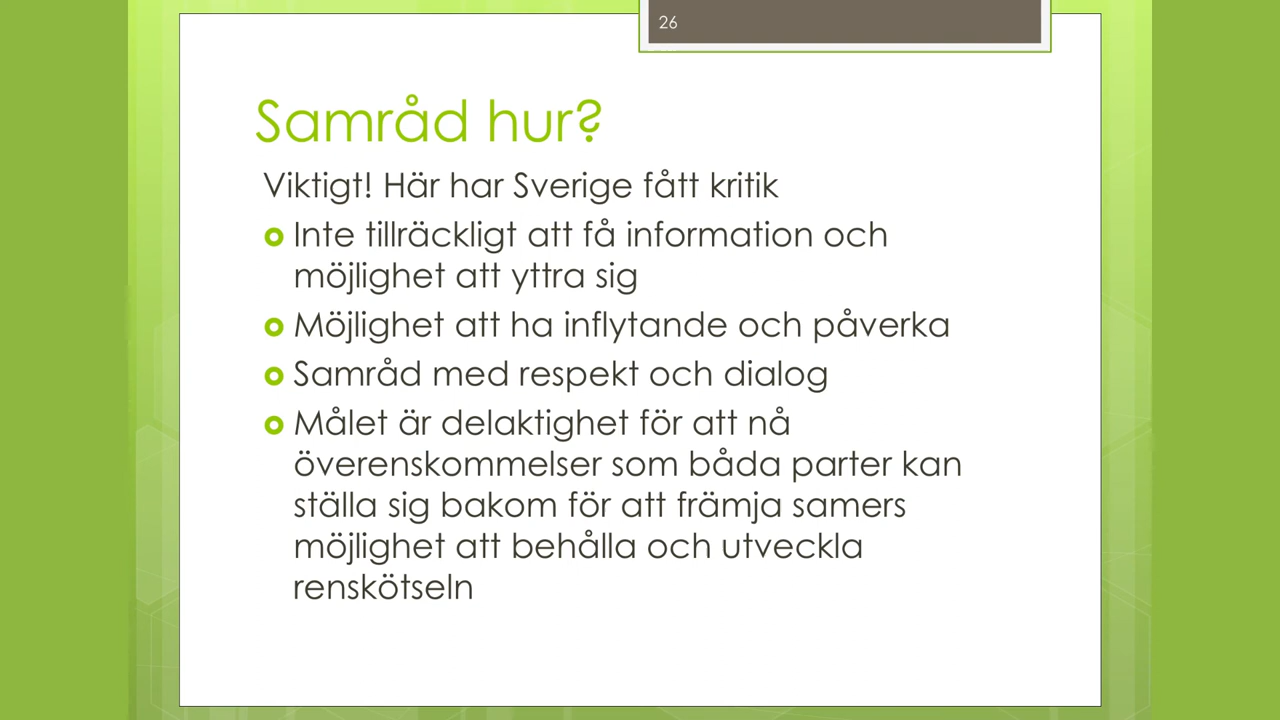 26
Samråd hur?
Viktigt! Här har Sverige fått kritik
Inte tillräckligt att få information och
möjlighet att yttra sig
Möjlighet att ha inflytande och påverka
Samråd med respekt och dialog
Målet är delaktighet för att nå
överenskommelser som båda parter kan
ställa sig bakom för att främja samers
möjlighet att behålla och utveckla
renskötseln